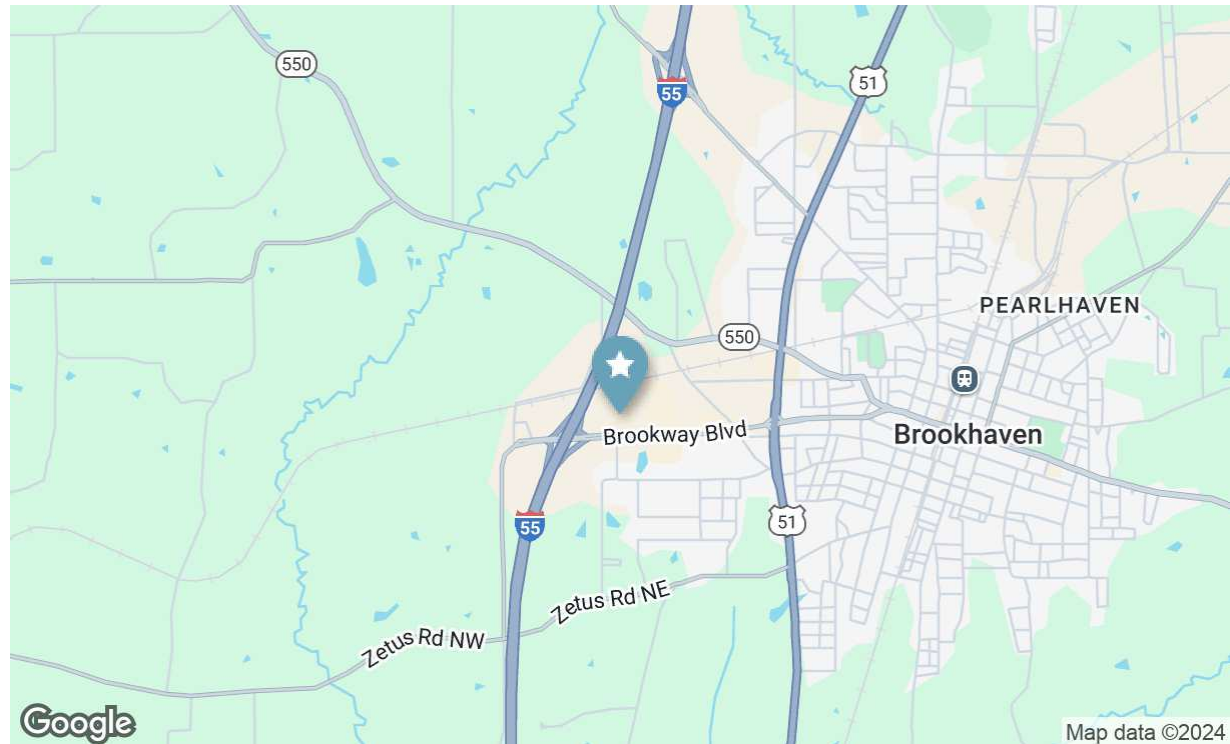 550
55
51
PEARLHAVEN
550
Brookway Blvd
Brookhaven
55
51
Zetus Rd NE
Zetus Rd NW
Google
Map data ©2024